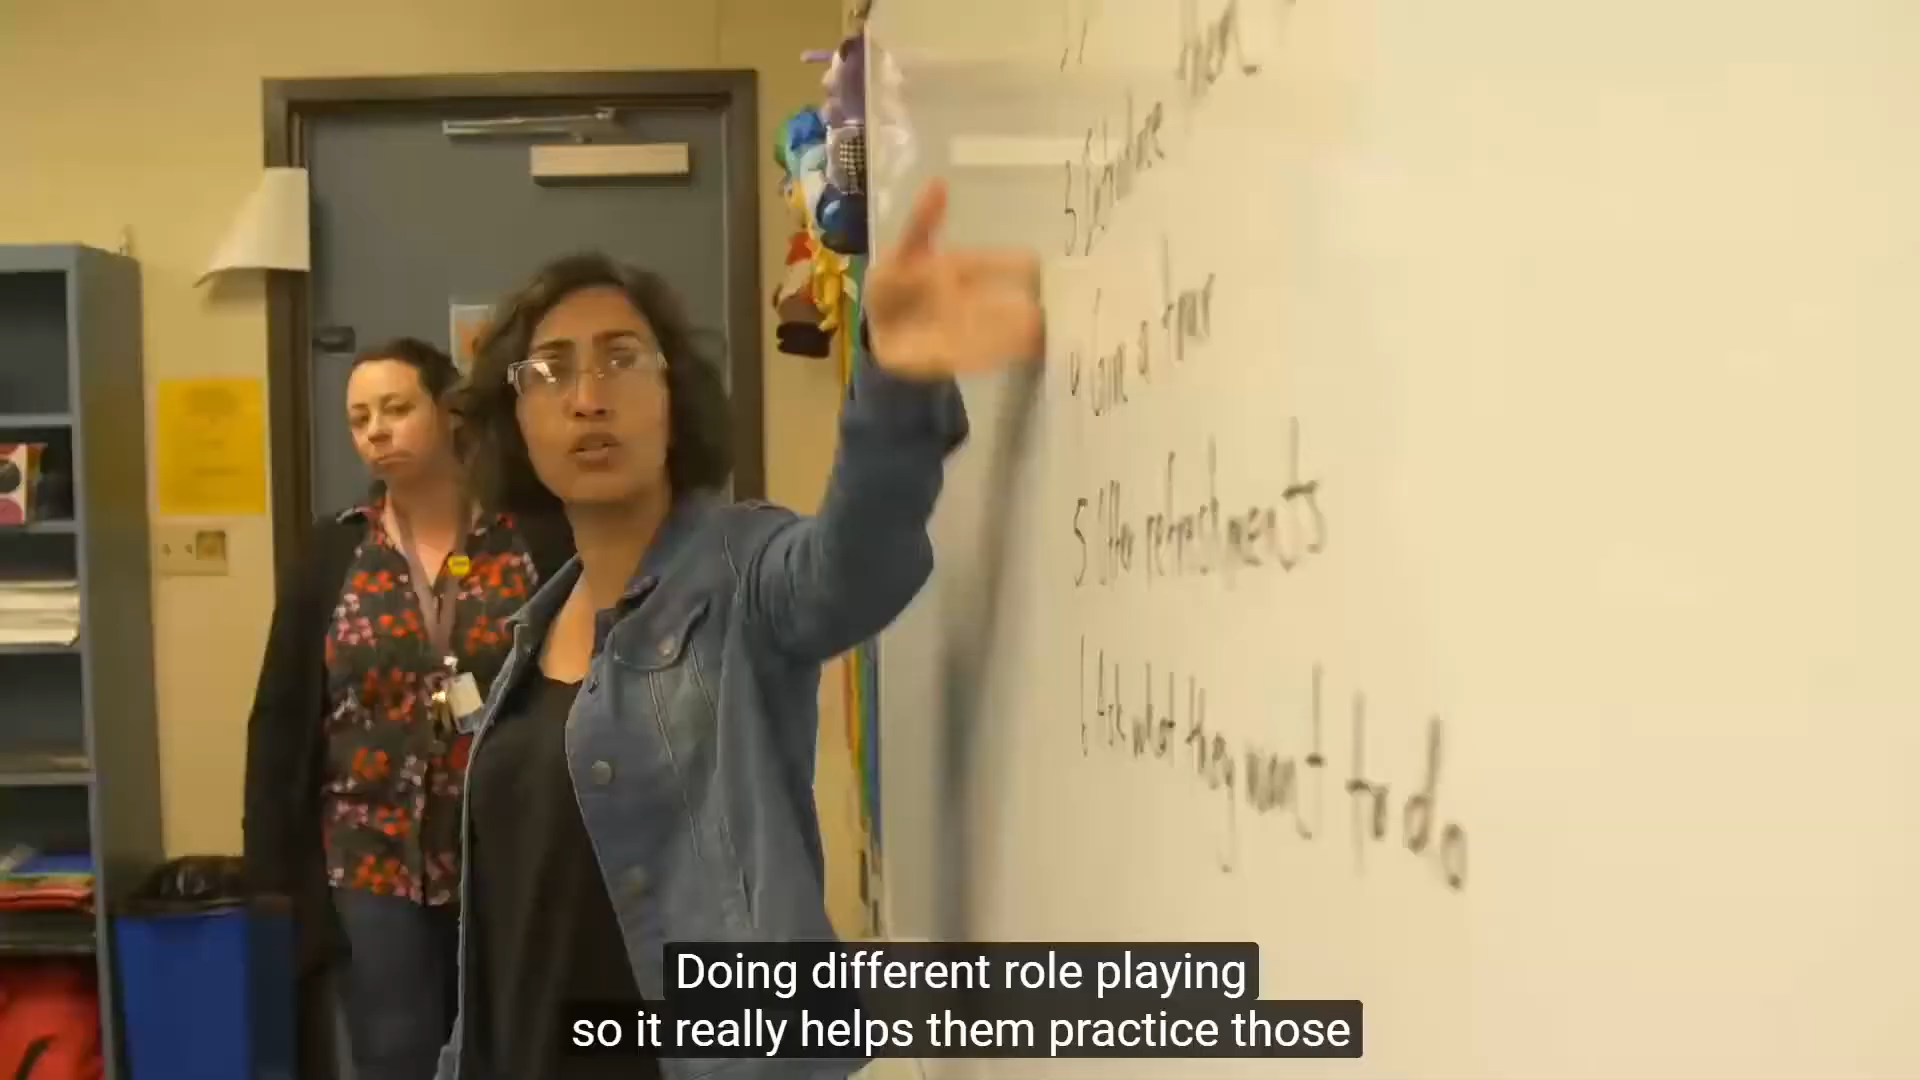 them
3 Introduce
4 Give a tour
5 Offer refreshments
6 Ask what they want to do
Doing different role playing
so it really helps them practice those